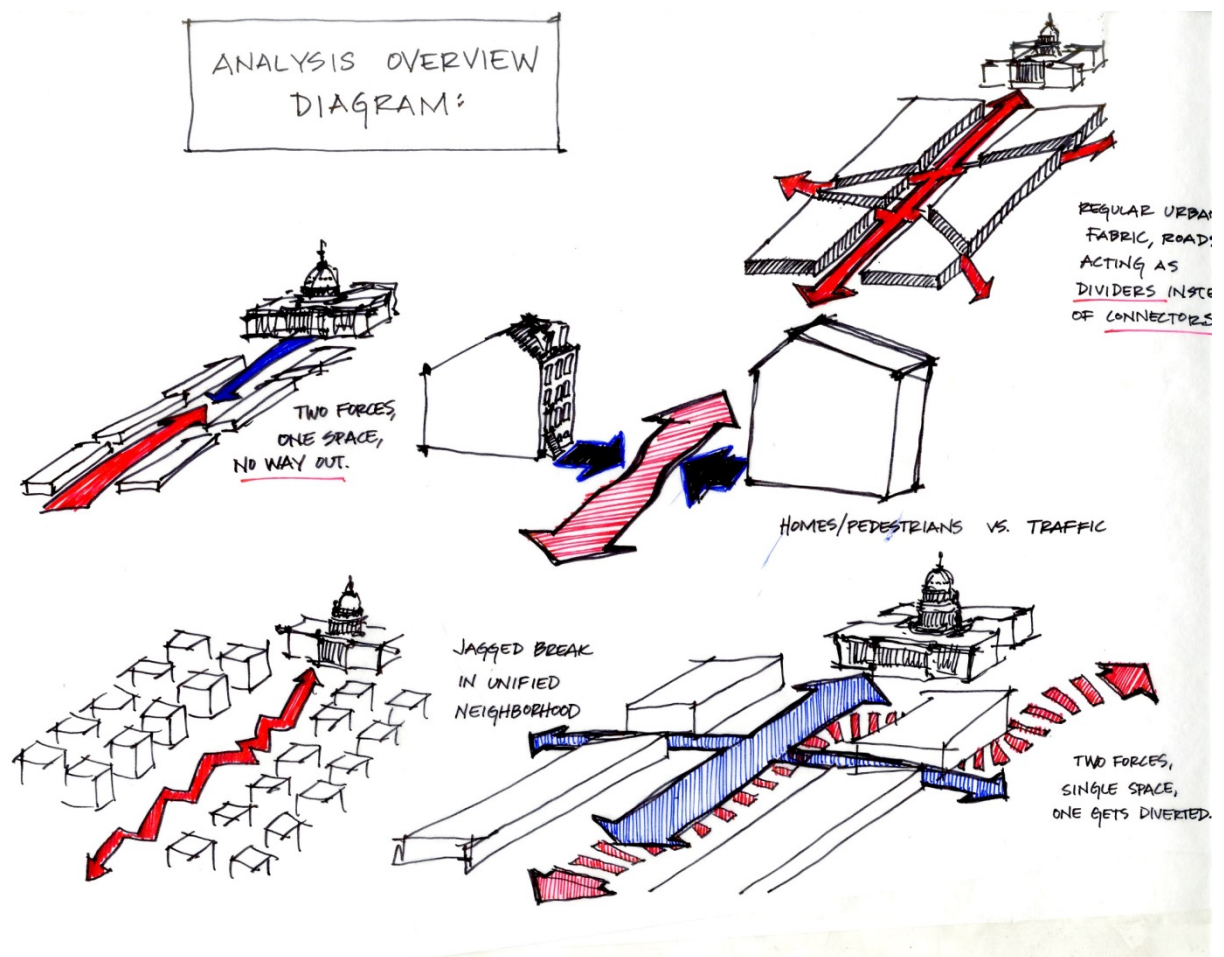 ANALYSIS OVERVIEW
DIAGRAM:
REGULAR URBA
FABRIC, ROADS
ACTING AS
DIVIDERS INSTE
OF CONNECTORS
TWO FORCES,
ONE SPACE,
NO WAY OUT.
HOMES/PEDESTRIANS VS. TRAFFIC
JAGGED BREAK
IN UNIFIED
NEIGHBORHOOD
TWO FORCES,
SINGLE SPACE,
ONE GETS DIVERTED.